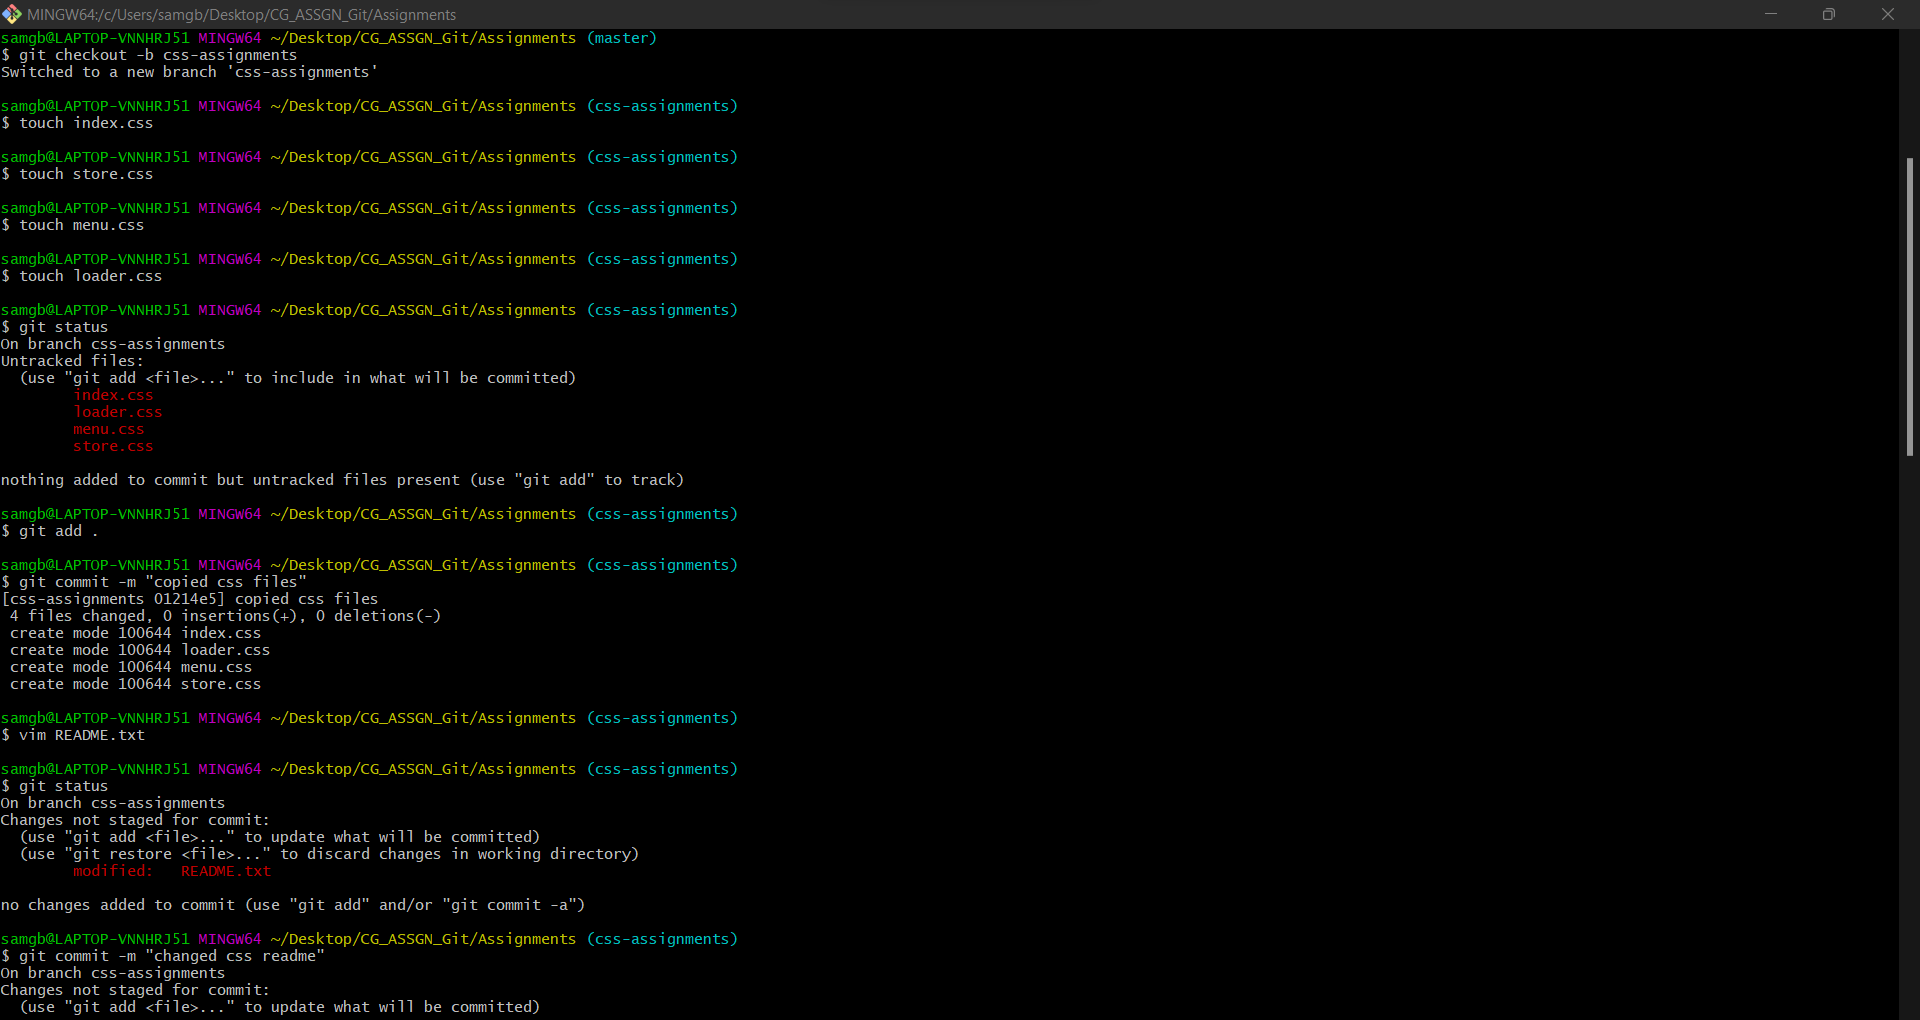 MINGW64:/c/Users/samgb/Desktop/CG_ASSGN_Git/Assignments
samgb@LAPTOP-VNNHRJ51 MINGW64 ~/Desktop/CG_ASSGN_Git/Assignments (master)
$ git checkout -b css-assignments
Switched to a new branch 'css-assignments'
samgb@LAPTOP-VNNHRJ51 MINGW64 ~/Desktop/CG_ASSGN_Git/Assignments (css-assignments)
$ touch index.css
samgb@LAPTOP-VNNHRJ51 MINGW64 ~/Desktop/CG_ASSGN_Git/Assignments (css-assignments)
$ touch store.css
samgb@LAPTOP-VNNHRJ51 MINGW64 ~/Desktop/CG_ASSGN_Git/Assignments (css-assignments)
$ touch menu.css
samgb@LAPTOP-VNNHRJ51 MINGW64 ~/Desktop/CG_ASSGN_Git/Assignments (css-assignments)
$ touch loader.css
samgb@LAPTOP-VNNHRJ51 MINGW64 ~/Desktop/CG_ASSGN_Git/Assignments (css-assignments)
$ git status
On branch css-assignments
Untracked files:
  (use "git add <file>..." to include in what will be committed)
        index.css
        loader.css
        menu.css
        store.css
nothing added to commit but untracked files present (use "git add" to track)
samgb@LAPTOP-VNNHRJ51 MINGW64 ~/Desktop/CG_ASSGN_Git/Assignments (css-assignments)
$ git add .
samgb@LAPTOP-VNNHRJ51 MINGW64 ~/Desktop/CG_ASSGN_Git/Assignments (css-assignments)
$ git commit -m "copied css files"
[css-assignments 01214e5] copied css files
 4 files changed, 0 insertions(+), 0 deletions(-)
 create mode 100644 index.css
 create mode 100644 loader.css
 create mode 100644 menu.css
 create mode 100644 store.css
samgb@LAPTOP-VNNHRJ51 MINGW64 ~/Desktop/CG_ASSGN_Git/Assignments (css-assignments)
$ vim README.txt
samgb@LAPTOP-VNNHRJ51 MINGW64 ~/Desktop/CG_ASSGN_Git/Assignments (css-assignments)
$ git status
On branch css-assignments
Changes not staged for commit:
  (use "git add <file>..." to update what will be committed)
  (use "git restore <file>..." to discard changes in working directory)
        modified:   README.txt
no changes added to commit (use "git add" and/or "git commit -a")
samgb@LAPTOP-VNNHRJ51 MINGW64 ~/Desktop/CG_ASSGN_Git/Assignments (css-assignments)
$ git commit -m "changed css readme"
On branch css-assignments
Changes not staged for commit:
  (use "git add <file>..." to update what will be committed)